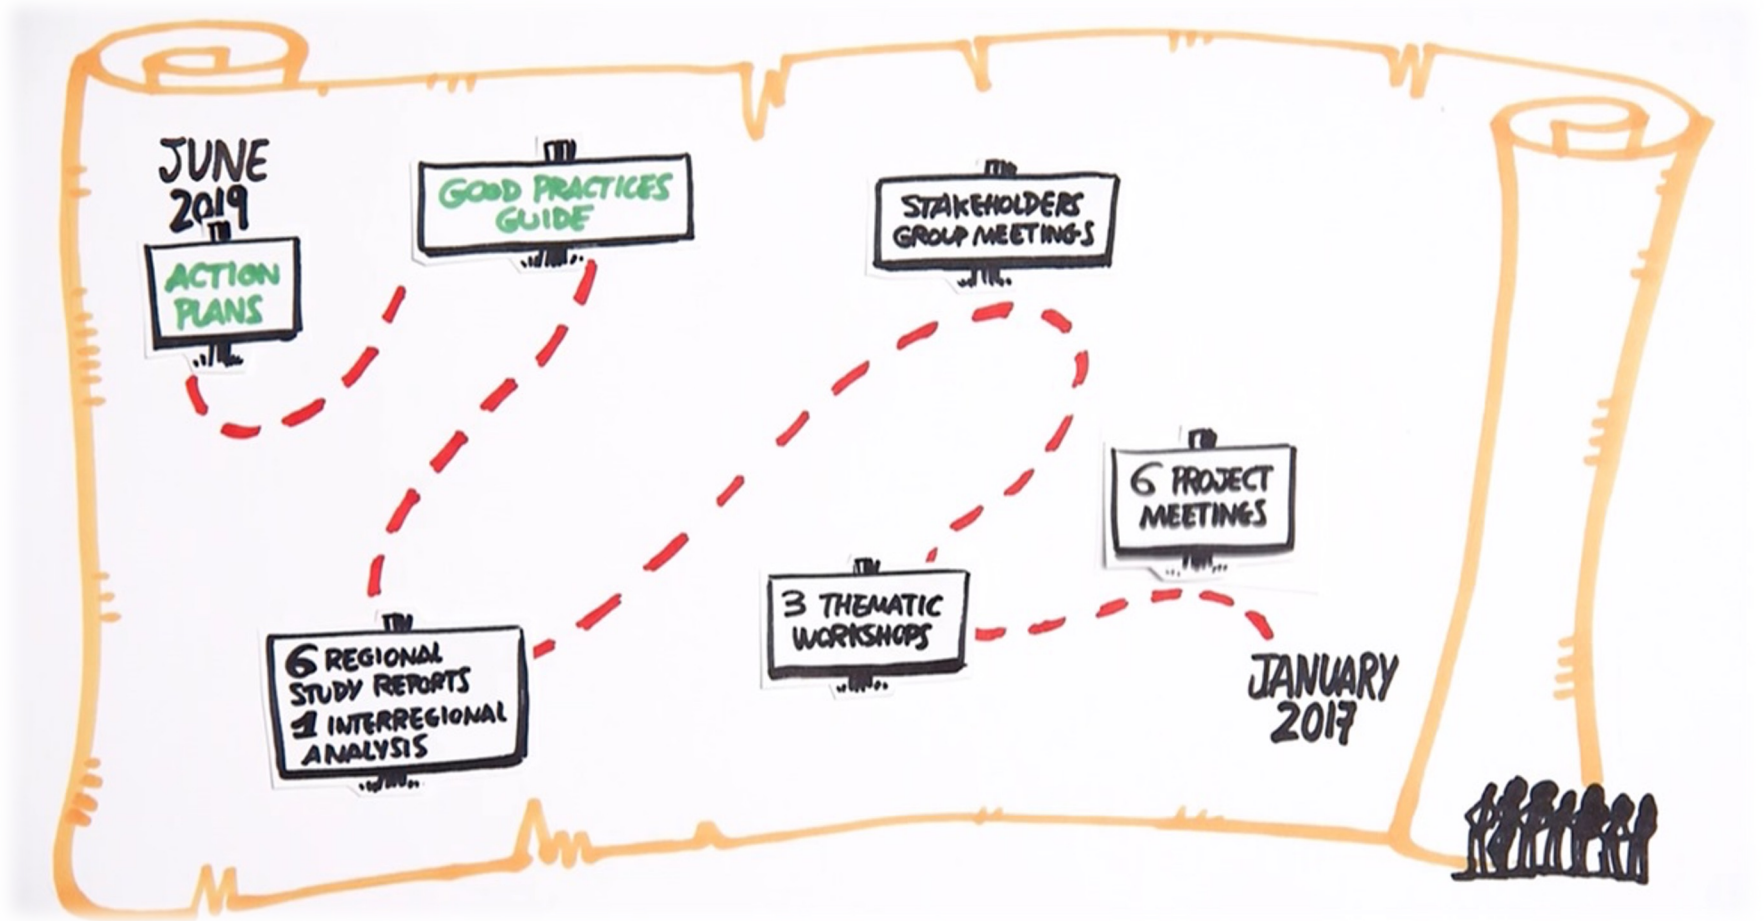 JUNE
2019
ACTION
PLANS
GOOD PRACTICES
GUIDE
STAKEHOLDERS
GROUP MEETINGS
6 PROJECT
MEETINGS
3 THEMATIC
WORKSHOPS
6 REGIONAL
STUDY REPORTS
1 INTERREGIONAL
ANALYSIS
JANUARY
2017